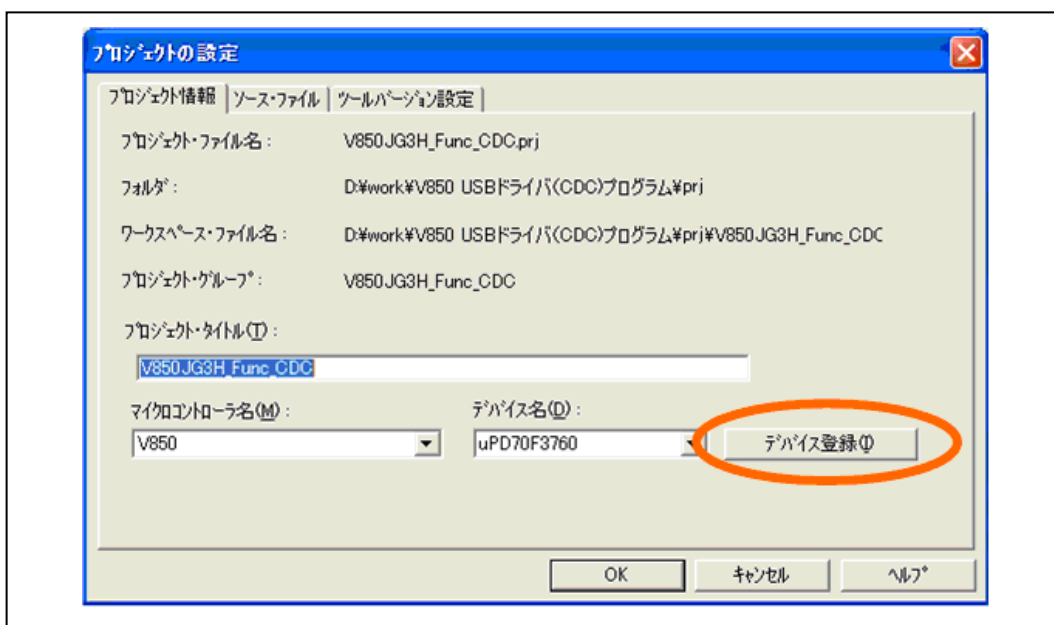 プロジェクトの設定
プロジェクト情報 ソース・ファイル ツールバージョン設定
プロジェクト・ファイル名： V850JG3H_Func_CDC.prj
フォルダ： D:¥work¥V850 USBドライバ(CDC)プログラム¥prj
ワークスペース・ファイル名： D:¥work¥V850 USBドライバ(CDC)プログラム¥prj¥V850JG3H_Func_CDC
プロジェクト・グループ： V850JG3H_Func_CDC
プロジェクト・タイトル(T)：
V850JG3H_Func_CDC
マイクロコントローラ名(M)： デバイス名(D)：
V850 uPD70F3760 デバイス登録(I)
OK キャンセル ヘルプ